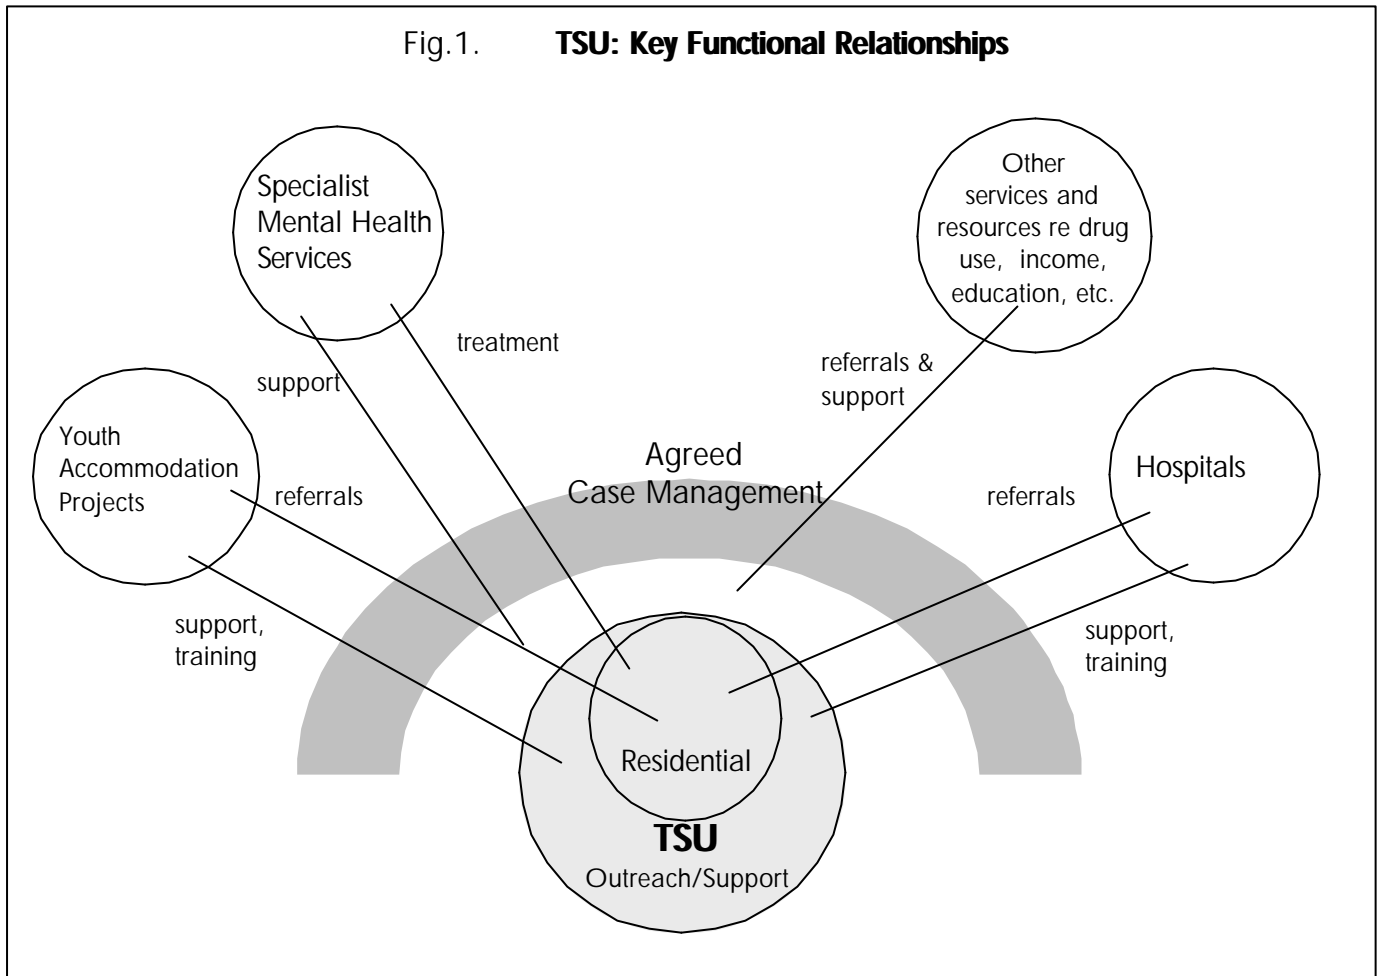 Fig.1. TSU: Key Functional Relationships
Specialist
Mental Health
Services
Other
services and
resources re drug
use, income,
education, etc.
treatment
support
referrals &
support
Youth
Accommodation
Projects
referrals
Agreed
Case Management
referrals
Hospitals
support,
training
support,
training
Residential
TSU
Outreach/Support